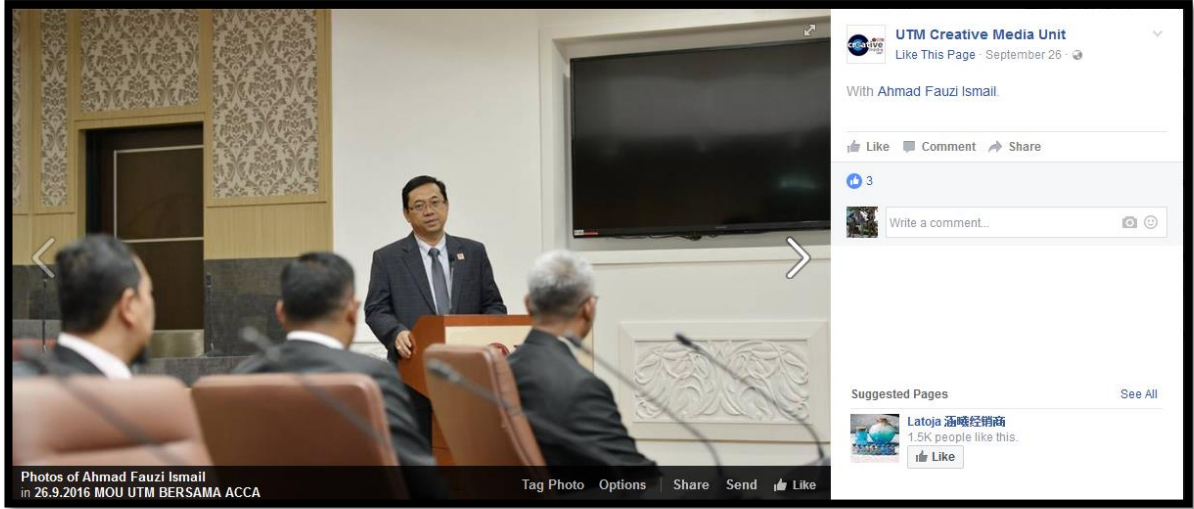 UTM Creative Media Unit
Like This Page · September 26 ·
With Ahmad Fauzi Ismail.
Like Comment Share
3
Write a comment...
Suggested Pages See All
Latoja 涵曦经销商
1.5K people like this.
Like
Photos of Ahmad Fauzi Ismail
in 26.9.2016 MOU UTM BERSAMA ACCA
Tag Photo Options Share Send Like